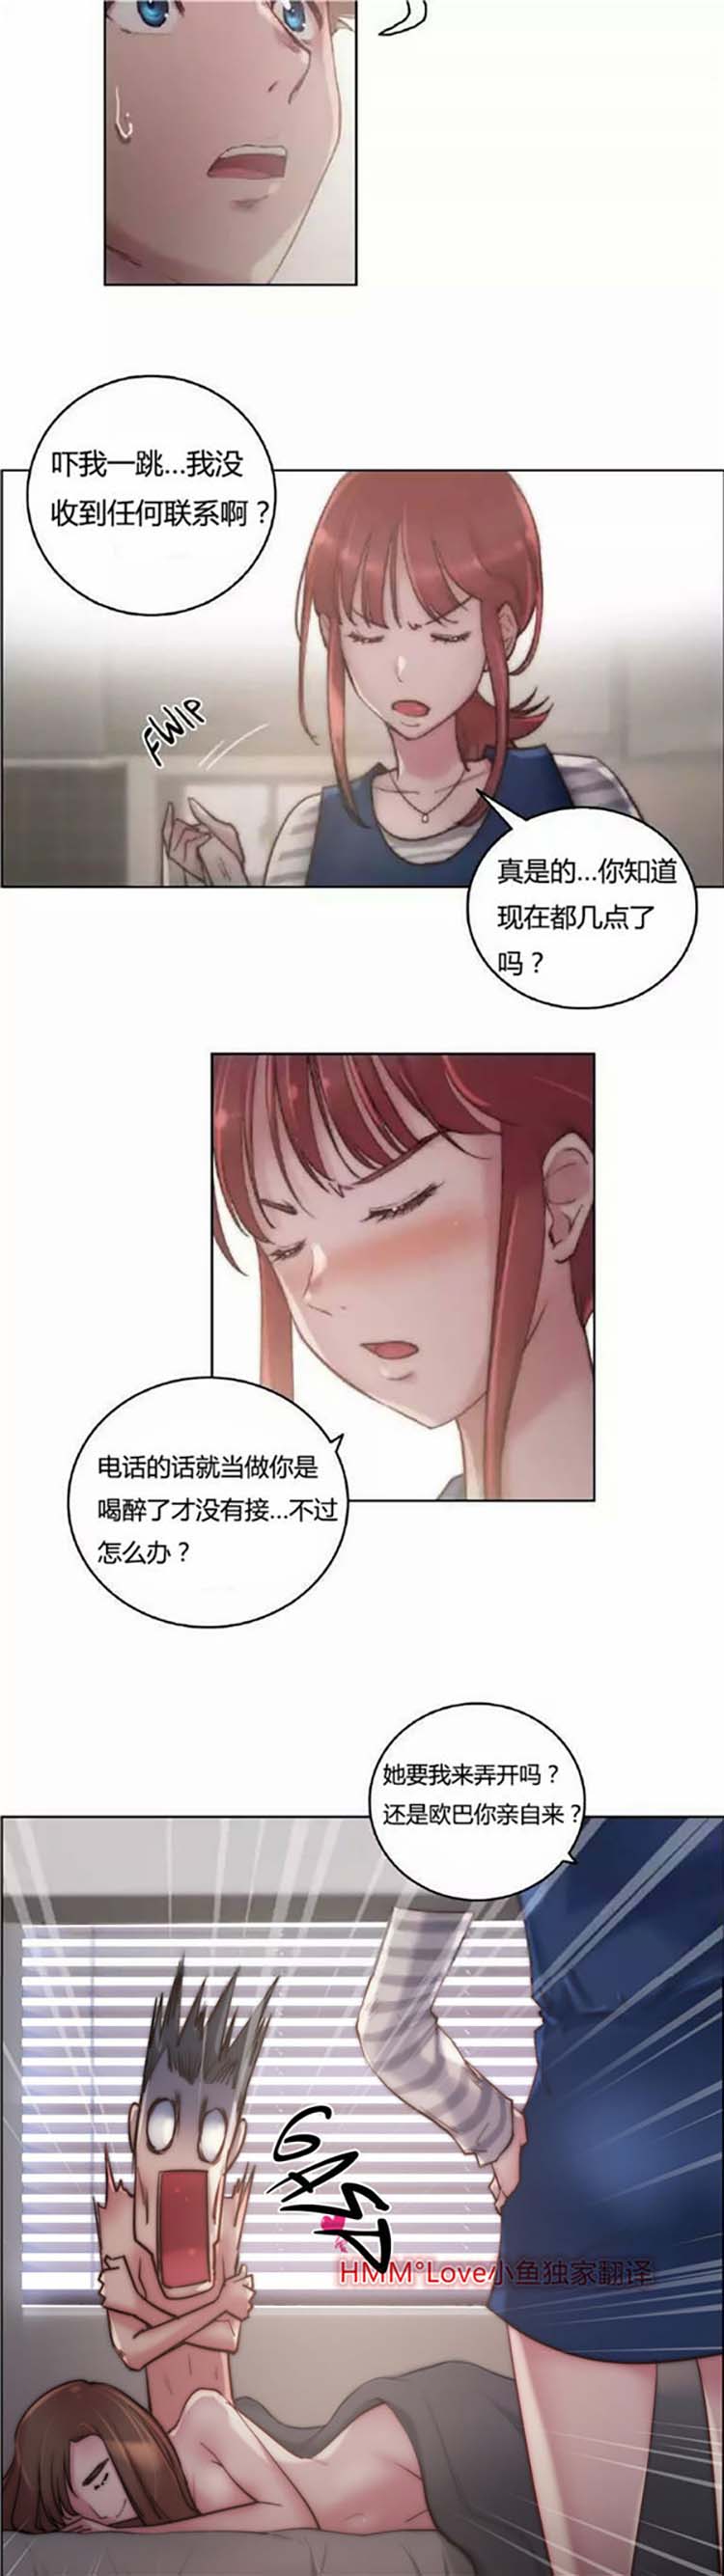 吓我一跳...我没
收到任何联系啊？
FWIP
真是的...你知道
现在都几点了
吗？
电话的话就当做你是
喝醉了才没有接...不过
怎么办？
她要我来弄开吗？
还是欧巴你亲自来？
GASP
HMM°Love小鱼独家翻译